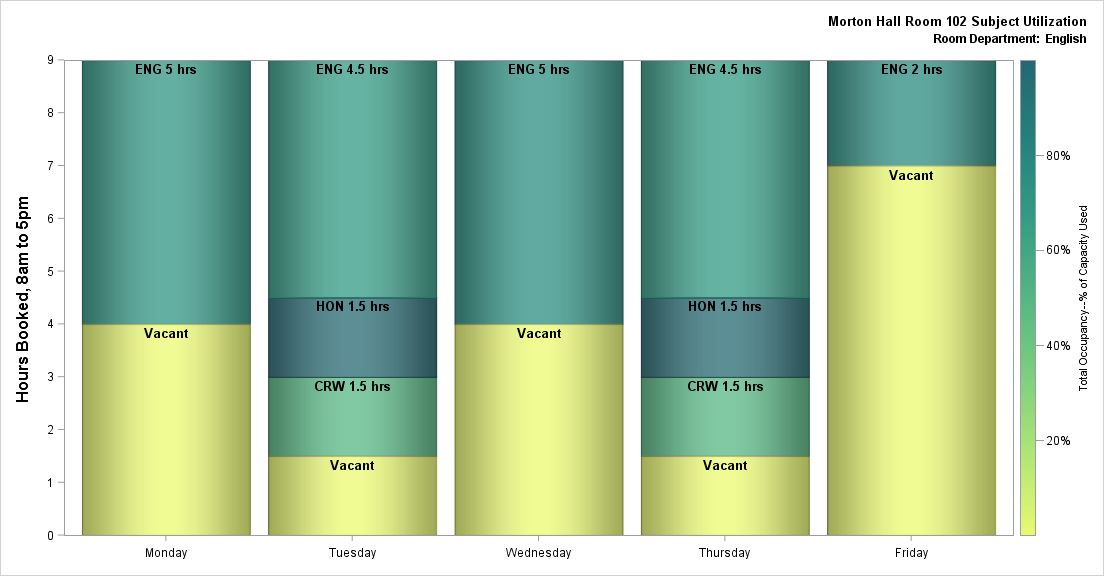 Morton Hall Room 102 Subject Utilization
Room Department: English
Hours Booked, 8am to 5pm
9
8
7
6
5
4
3
2
1
0
ENG 5 hrs
Vacant
ENG 4.5 hrs
HON 1.5 hrs
CRW 1.5 hrs
Vacant
ENG 5 hrs
Vacant
ENG 4.5 hrs
HON 1.5 hrs
CRW 1.5 hrs
Vacant
ENG 2 hrs
Vacant
Monday
Tuesday
Wednesday
Thursday
Friday
80%
60%
40%
20%
Total Occupancy--% of Capacity Used